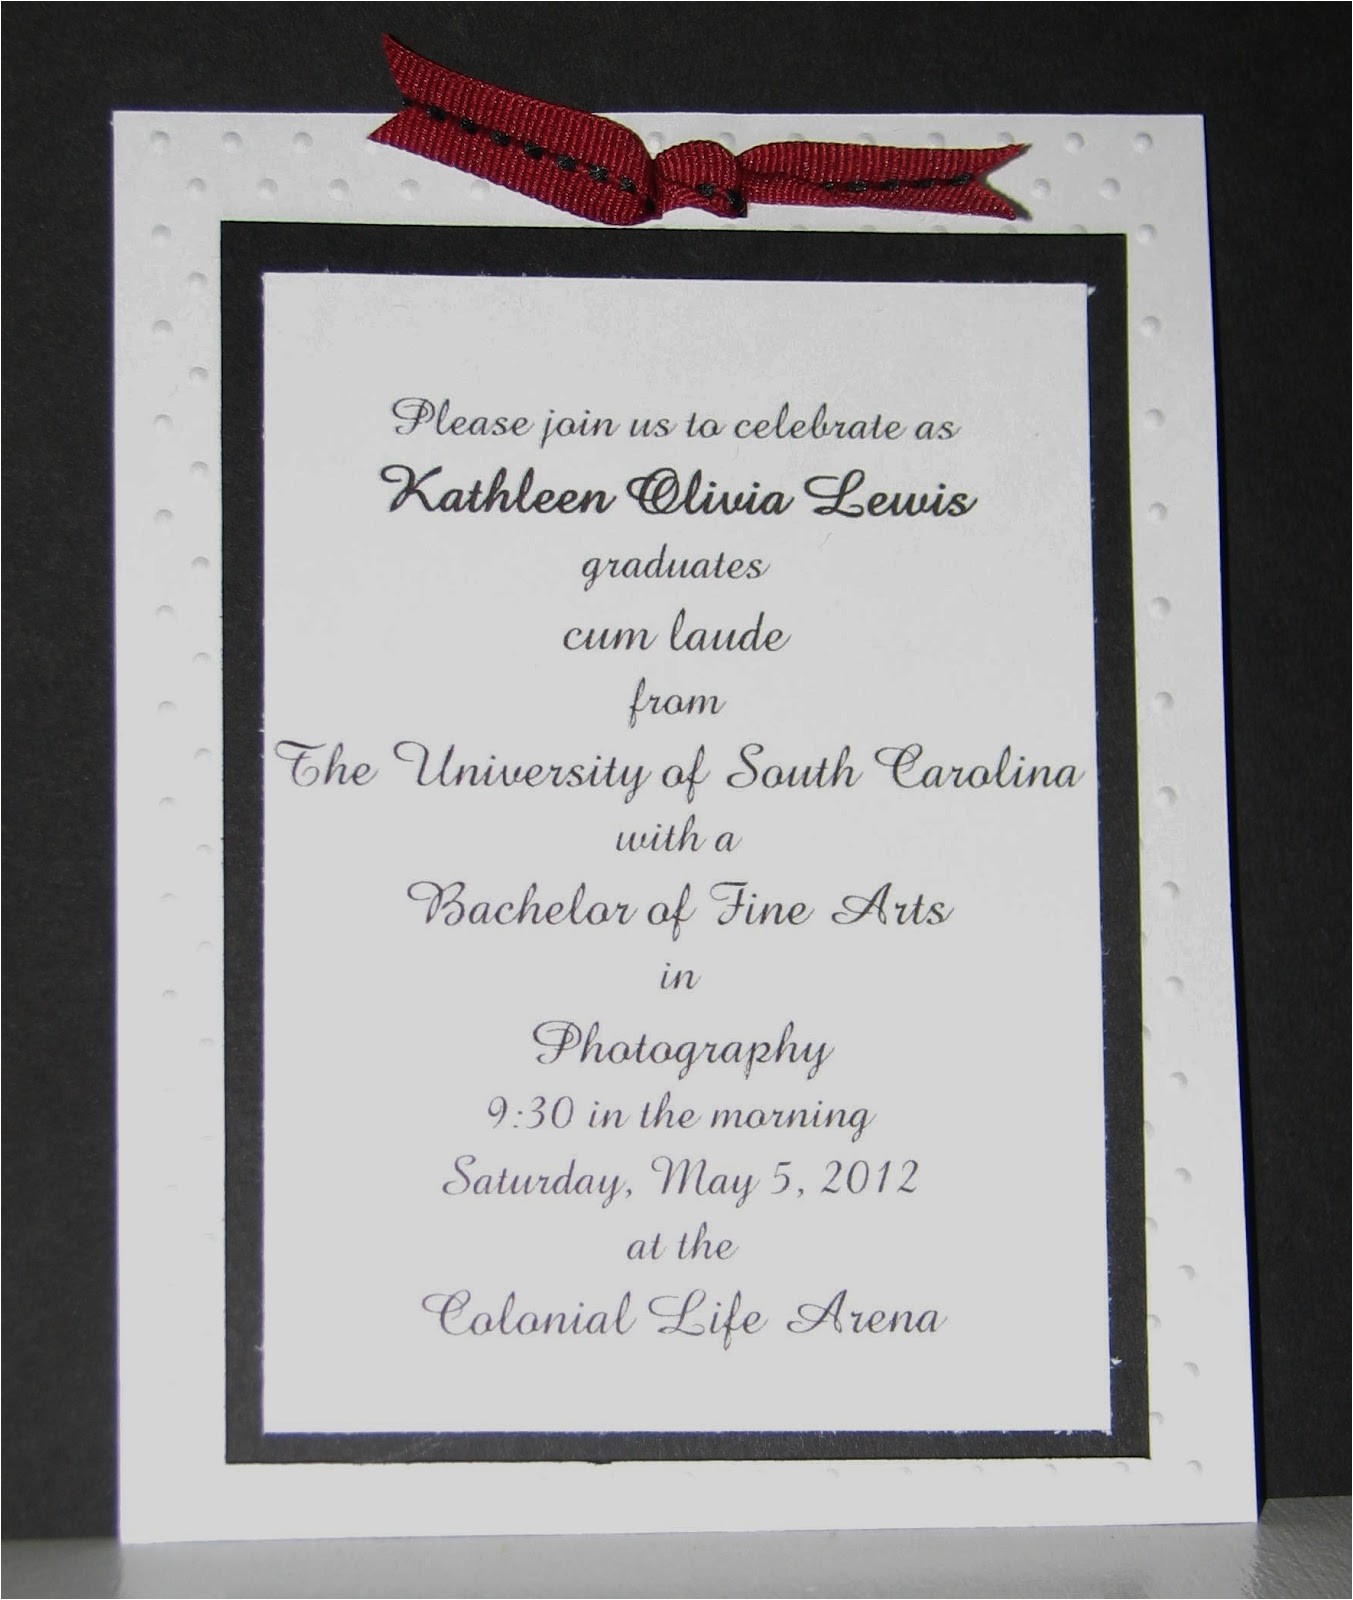 Please join us to celebrate as
Kathleen Olivia Lewis
graduates
cum laude
from
The University of South Carolina
with a
Bachelor of Fine Arts
in
Photography
9:30 in the morning
Saturday, May 5, 2012
at the
Colonial Life Arena